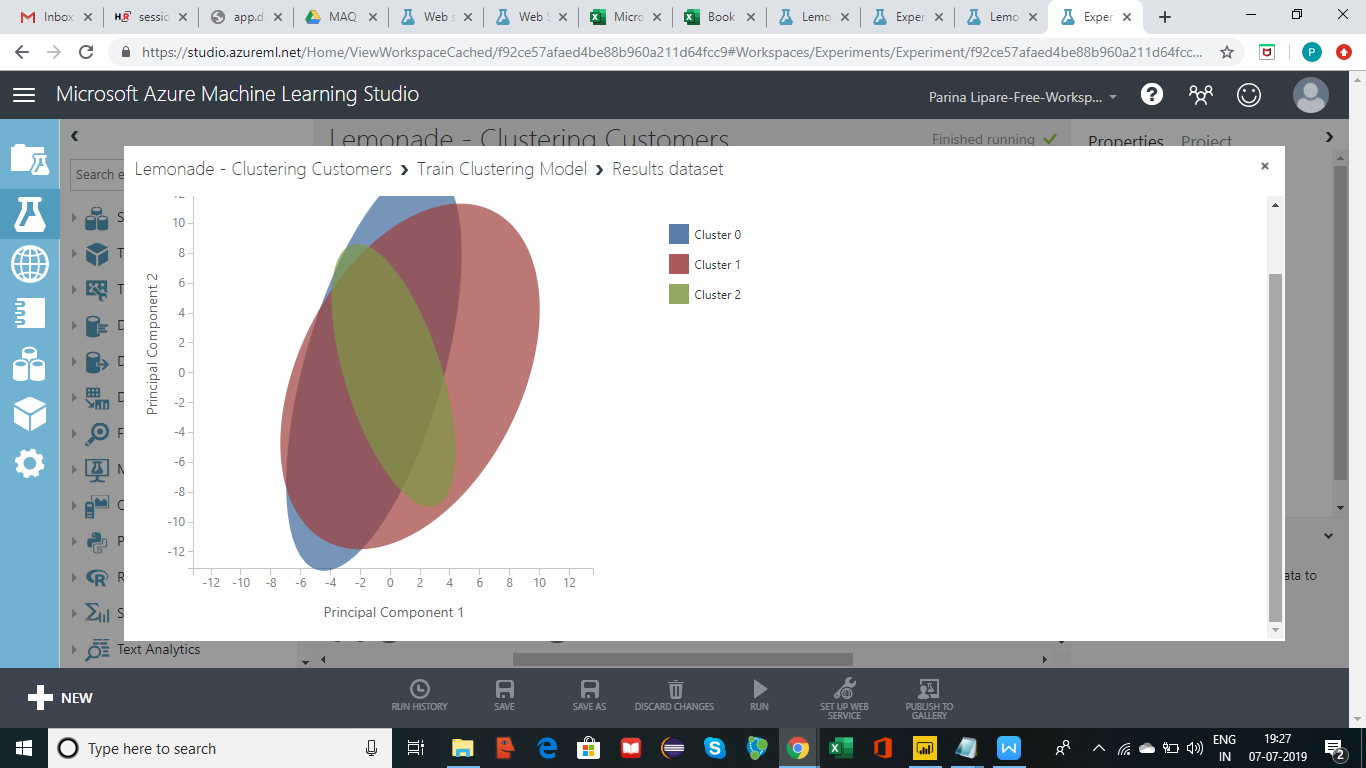 Inbox
sessio
app.d
MAQ
Web s
Web S
Micro
Book
Lemo
Exper
Lemo
Exper
https://studio.azureml.net/Home/ViewWorkspaceCached/f92ce57afaed4be88b960a211d64fcc9#Workspaces/Experiments/Experiment/f92ce57afaed4be88b960a211d64fcc...
P
Microsoft Azure Machine Learning Studio
Parina Lipare-Free-Worksp...
Lemonade - Clustering Customers
Finished running
Properties Project
Search e
Lemonade - Clustering Customers > Train Clustering Model > Results dataset
×
S
T
T
D
D
D
F
M
C
P
R
S
Text Analytics
Principal Component 2
12
10
8
6
4
2
0
-2
-4
-6
-8
-10
-12
-12 -10 -8 -6 -4 -2 0 2 4 6 8 10 12
Principal Component 1
Cluster 0
Cluster 1
Cluster 2
ata to
NEW
RUN HISTORY
SAVE
SAVE AS
DISCARD CHANGES
RUN
SET UP WEB
SERVICE
PUBLISH TO
GALLERY
Type here to search
ENG
IN
19:27
07-07-2019
2